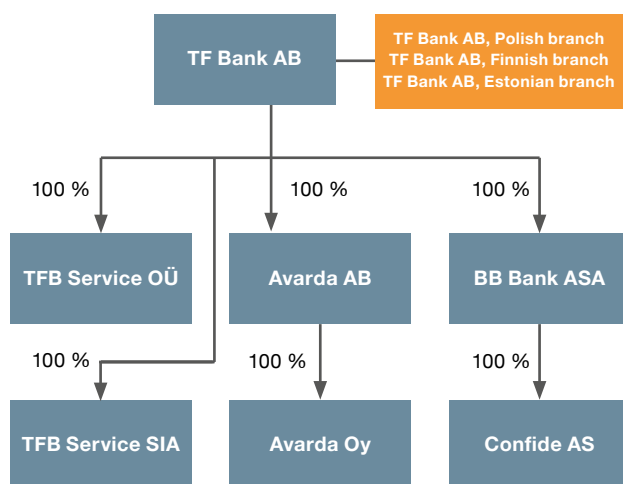 TF Bank AB
TF Bank AB, Polish branch
TF Bank AB, Finnish branch
TF Bank AB, Estonian branch
100 %
100 %
100 %
TFB Service OÜ
Avarda AB
BB Bank ASA
100 %
100 %
100 %
TFB Service SIA
Avarda Oy
Confide AS